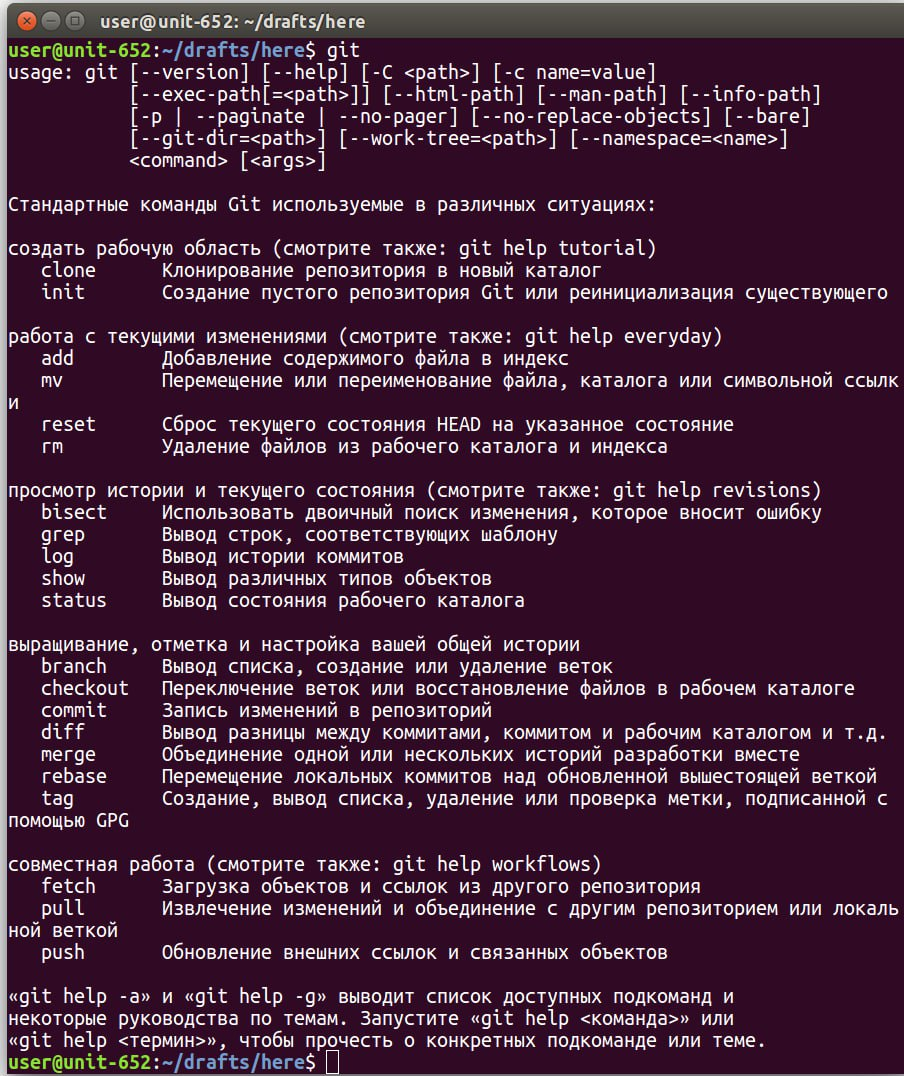 user@unit-652: ~/drafts/here
user@unit-652:~/drafts/here$ git
usage: git [--version] [--help] [-C <path>] [-c name=value]
           [--exec-path[=<path>]] [--html-path] [--man-path] [--info-path]
           [-p | --paginate | --no-pager] [--no-replace-objects] [--bare]
           [--git-dir=<path>] [--work-tree=<path>] [--namespace=<name>]
           <command> [<args>]

Стандартные команды Git используемые в различных ситуациях:

создать рабочую область (смотрите также: git help tutorial)
   clone      Клонирование репозитория в новый каталог
   init       Создание пустого репозитория Git или реинициализация существующего

работа с текущими изменениями (смотрите также: git help everyday)
   add        Добавление содержимого файла в индекс
   mv         Перемещение или переименование файла, каталога или символьной ссылк
и
   reset      Сброс текущего состояния HEAD на указанное состояние
   rm         Удаление файлов из рабочего каталога и индекса

просмотр истории и текущего состояния (смотрите также: git help revisions)
   bisect     Использовать двоичный поиск изменения, которое вносит ошибку
   grep       Вывод строк, соответствующих шаблону
   log        Вывод истории коммитов
   show       Вывод различных типов объектов
   status     Вывод состояния рабочего каталога

выращивание, отметка и настройка вашей общей истории
   branch     Вывод списка, создание или удаление веток
   checkout   Переключение веток или восстановление файлов в рабочем каталоге
   commit     Запись изменений в репозиторий
   diff       Вывод разницы между коммитами, коммитом и рабочим каталогом и т.д.
   merge      Объединение одной или нескольких историй разработки вместе
   rebase     Перемещение локальных коммитов над обновленной вышестоящей веткой
   tag        Создание, вывод списка, удаление или проверка метки, подписанной с
помощью GPG

совместная работа (смотрите также: git help workflows)
   fetch      Загрузка объектов и ссылок из другого репозитория
   pull       Извлечение изменений и объединение с другим репозиторием или локаль
ной веткой
   push       Обновление внешних ссылок и связанных объектов

«git help -a» и «git help -g» выводит список доступных подкоманд и
некоторые руководства по темам. Запустите «git help <команда>» или
«git help <термин>», чтобы прочесть о конкретных подкоманде или теме.
user@unit-652:~/drafts/here$